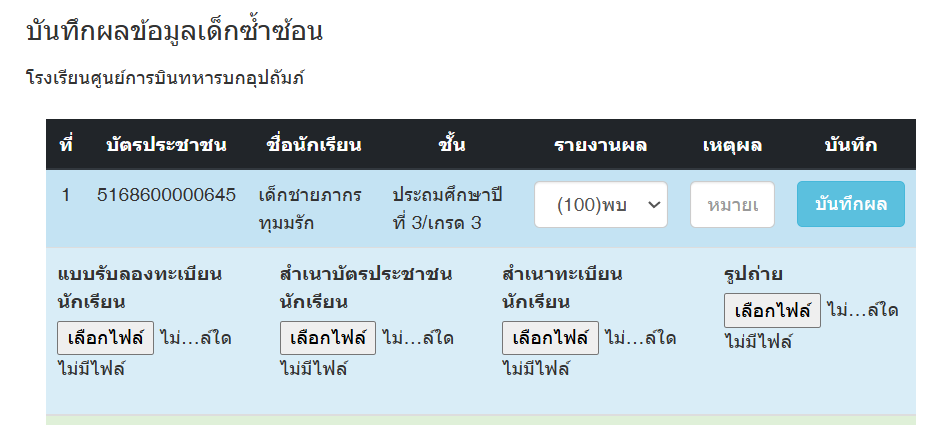 บันทึกผลข้อมูลเด็กซ้ำซ้อน
โรงเรียนศูนย์การบินทหารบกอุปถัมภ์
ที่ บัตรประชาชน ชื่อนักเรียน ชั้น รายงานผล เหตุผล บันทึก
1 5168600000645 เด็กชายภากร ประถมศึกษาปี (100)พบ หมายเ บันทึกผล
ทุมมรัก ที่ 3/เกรด 3
แบบรับลองทะเบียน สำเนาบัตรประชาชน สำเนาทะเบียน รูปถ่าย
นักเรียน นักเรียน นักเรียน
เลือกไฟล์ ไม่...ล์ใด เลือกไฟล์ ไม่...ล์ใด เลือกไฟล์ ไม่...ล์ใด เลือกไฟล์ ไม่...ล์ใด
ไม่มีไฟล์ ไม่มีไฟล์ ไม่มีไฟล์ ไม่มีไฟล์